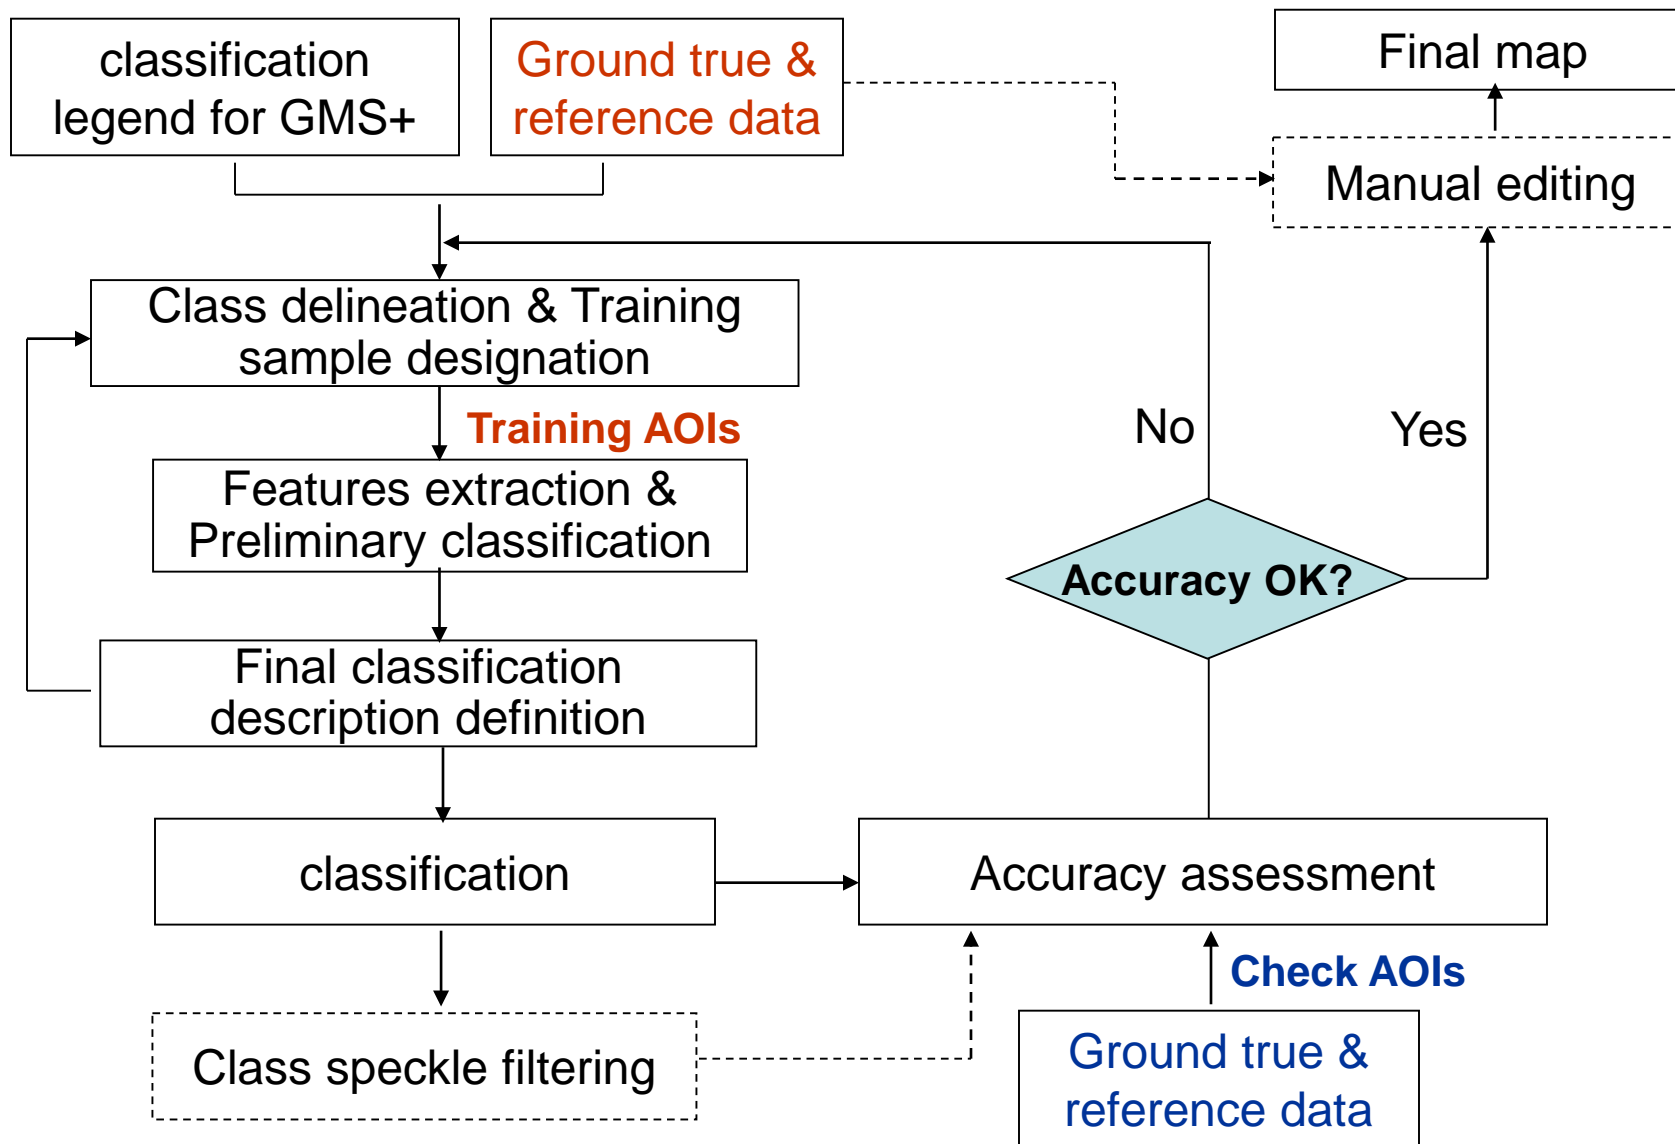 classification
legend for GMS+
Ground true &
reference data
Final map
Manual editing
Class delineation & Training
sample designation
Training AOIs
No
Yes
Features extraction &
Preliminary classification
Accuracy OK?
Final classification
description definition
classification
Accuracy assessment
Check AOIs
Class speckle filtering
Ground true &
reference data